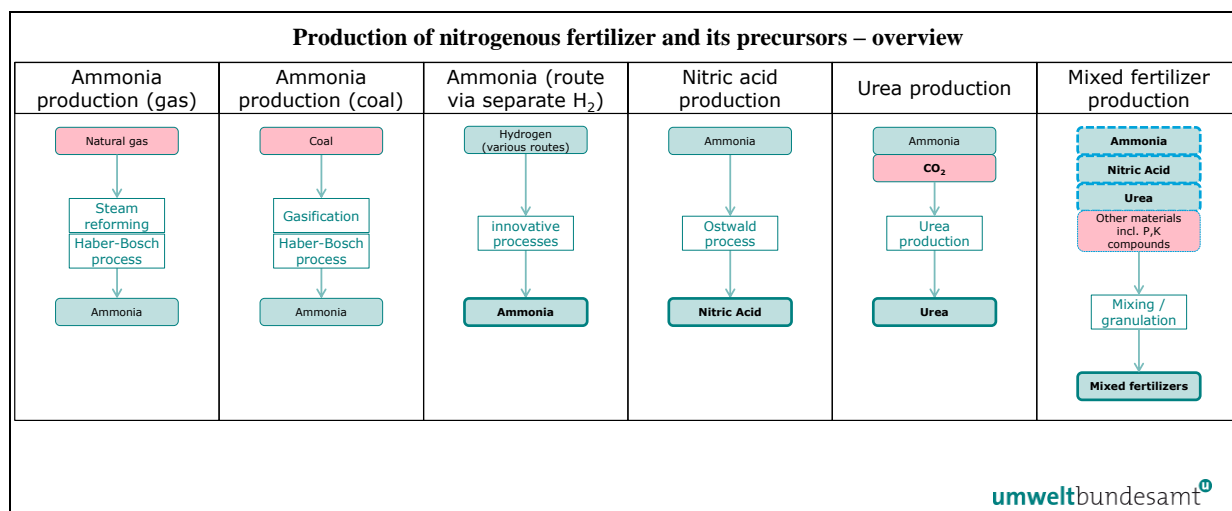 Production of nitrogenous fertilizer and its precursors – overview
Ammonia
production (gas)
Natural gas
Steam
reforming
Haber-Bosch
process
Ammonia
Ammonia
production (coal)
Coal
Gasification
Haber-Bosch
process
Ammonia
Ammonia (route
via separate H₂)
Hydrogen
(various routes)
innovative
processes
Ammonia
Nitric acid
production
Ammonia
Ostwald
process
Nitric Acid
Urea production
Ammonia
CO₂
Urea
production
Urea
Mixed fertilizer
production
Ammonia
Nitric Acid
Urea
Other materials
incl. P,K
compounds
Mixing /
granulation
Mixed fertilizers
umweltbundesamt
u